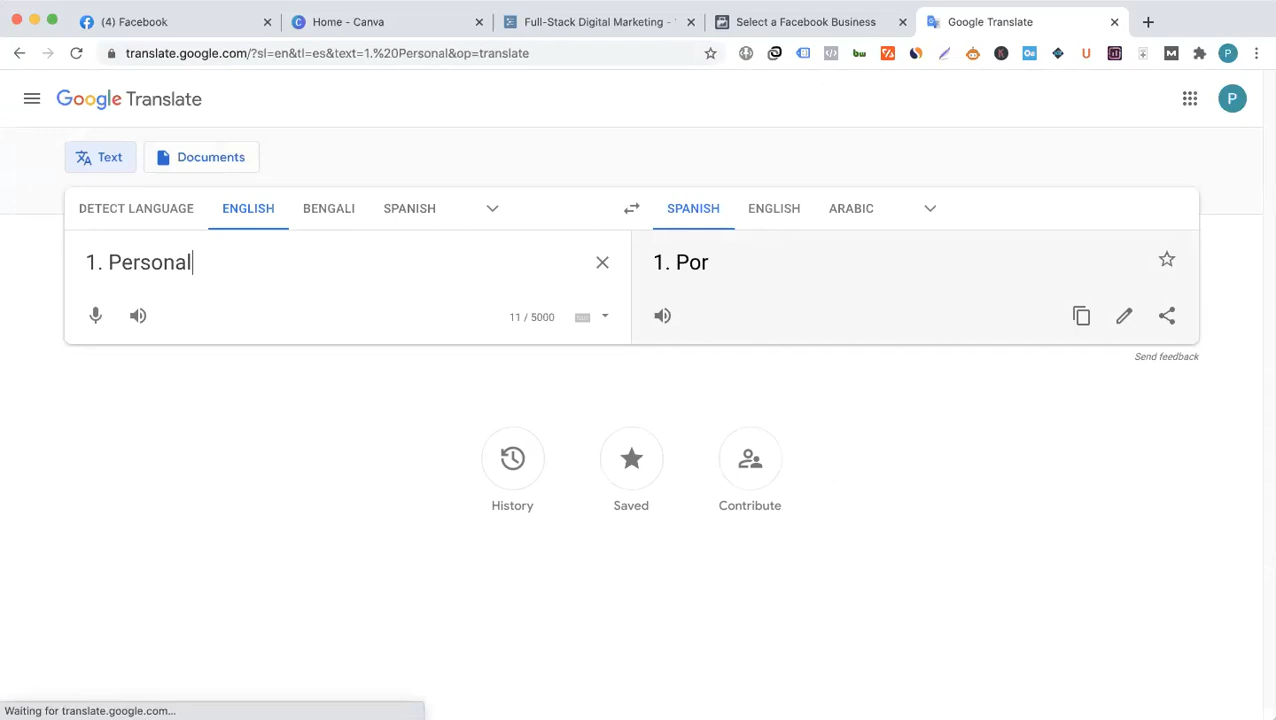 (4) Facebook
Home - Canva
Full-Stack Digital Marketing -
Select a Facebook Business
Google Translate
translate.google.com/?sl=en&tl=es&text=1.%20Personal&op=translate
Google Translate
P
Text
Documents
DETECT LANGUAGE
ENGLISH
BENGALI
SPANISH
SPANISH
ENGLISH
ARABIC
1. Personal
1. Por
11 / 5000
Send feedback
History
Saved
Contribute
Waiting for translate.google.com...